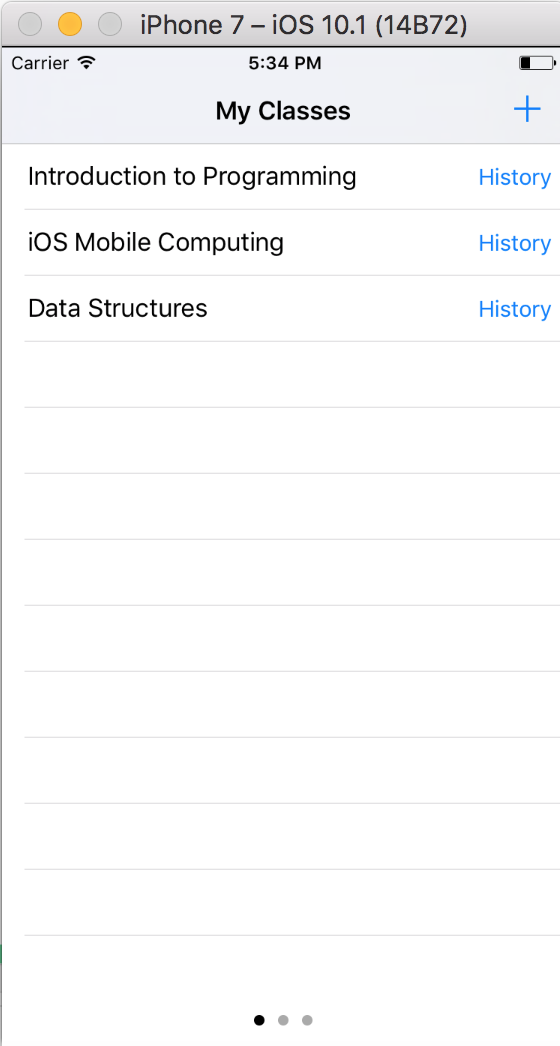 iPhone 7 – iOS 10.1 (14B72)
Carrier 5:34 PM
My Classes +
Introduction to Programming History
iOS Mobile Computing History
Data Structures History